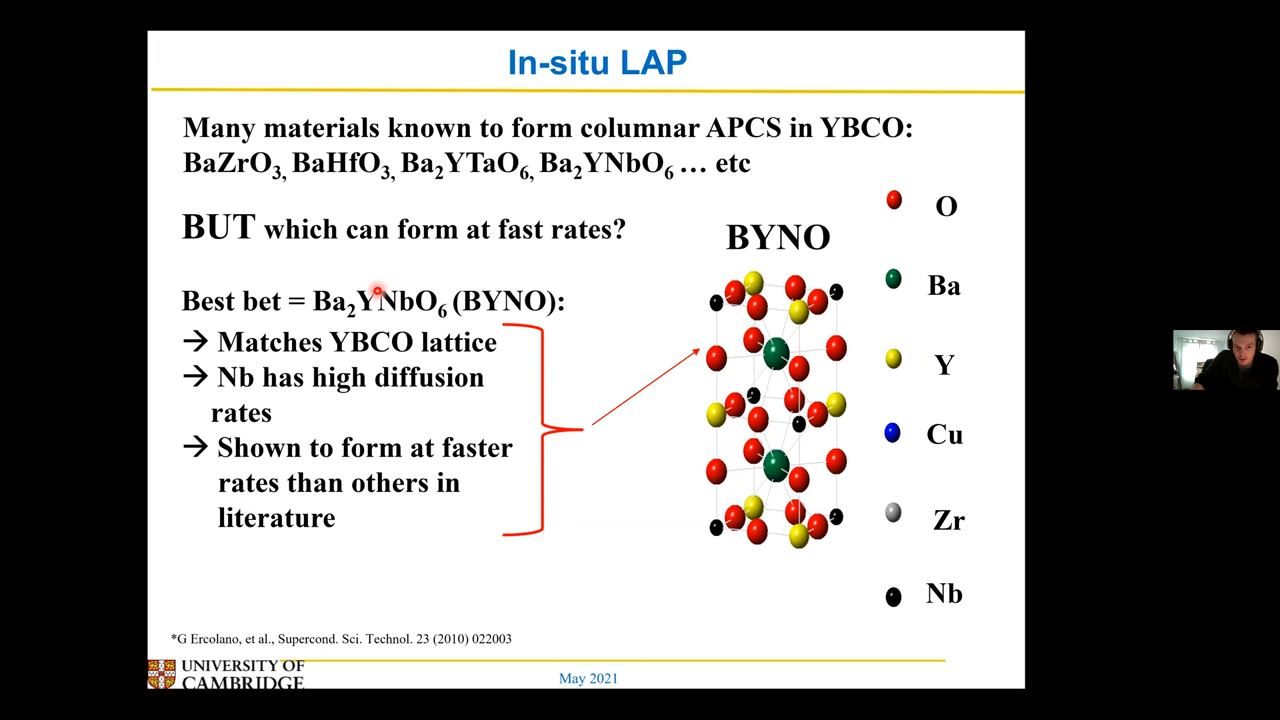 In-situ LAP
Many materials known to form columnar APCS in YBCO:
BaZrO3, BaHfO3, Ba2YTaO6, Ba2YNbO6 … etc
BUT which can form at fast rates?
Best bet = Ba2YNbO6 (BYNO):
→ Matches YBCO lattice
→ Nb has high diffusion
rates
→ Shown to form at faster
rates than others in
literature
BYNO
O
Ba
Y
Cu
Zr
Nb
*G Ercolano, et al., Supercond. Sci. Technol. 23 (2010) 022003
UNIVERSITY OF
CAMBRIDGE
May 2021